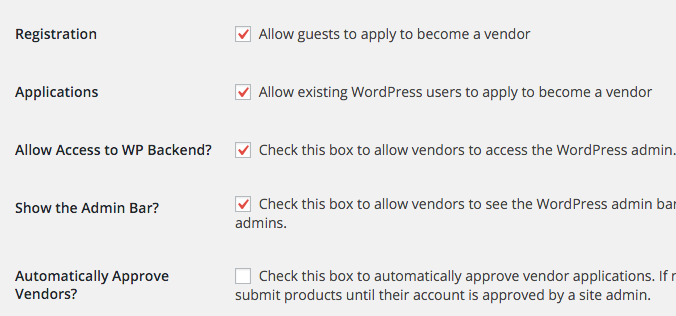 Registration Allow guests to apply to become a vendor
Applications Allow existing WordPress users to apply to become a vendor
Allow Access to WP Backend? Check this box to allow vendors to access the WordPress admin.
Show the Admin Bar? Check this box to allow vendors to see the WordPress admin bar
admins.
Automatically Approve Check this box to automatically approve vendor applications. If
Vendors? submit products until their account is approved by a site admin.